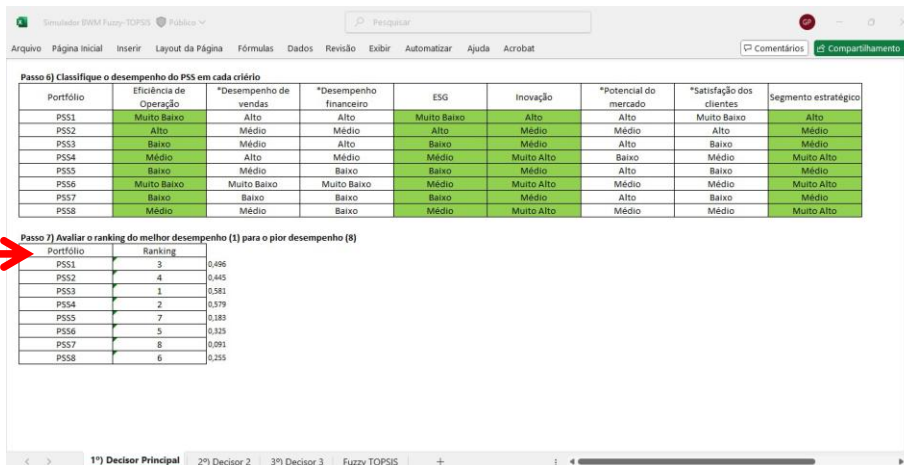 Simulador BWM Fuzzy-TOPSIS Público
Pesquisar
GP
Arquivo Página Inicial Inserir Layout da Página Fórmulas Dados Revisão Exibir Automatizar Ajuda Acrobat Comentários Compartilhamento
Passo 6) Classifique o desempenho do PSS em cada criério
Portfólio Eficiência de Operação *Desempenho de vendas *Desempenho financeiro ESG Inovação *Potencial do mercado *Satisfação dos clientes Segmento estratégico
PSS1 Muito Baixo Alto Alto Muito Baixo Alto Alto Muito Baixo Alto
PSS2 Alto Médio Médio Alto Médio Médio Alto Médio
PSS3 Baixo Médio Alto Baixo Médio Alto Baixo Médio
PSS4 Médio Alto Médio Médio Muito Alto Baixo Médio Muito Alto
PSS5 Baixo Médio Baixo Baixo Médio Alto Baixo Médio
PSS6 Muito Baixo Muito Baixo Muito Baixo Médio Muito Alto Médio Médio Muito Alto
PSS7 Baixo Baixo Baixo Baixo Médio Alto Baixo Médio
PSS8 Médio Médio Baixo Médio Muito Alto Médio Médio Muito Alto
Passo 7) Avaliar o ranking do melhor desempenho (1) para o pior desempenho (8)
Portfólio Ranking
PSS1 3 0,496
PSS2 4 0,445
PSS3 1 0,581
PSS4 2 0,579
PSS5 7 0,183
PSS6 5 0,325
PSS7 8 0,091
PSS8 6 0,255
1º) Decisor Principal 2º) Decisor 2 3º) Decisor 3 Fuzzy TOPSIS +